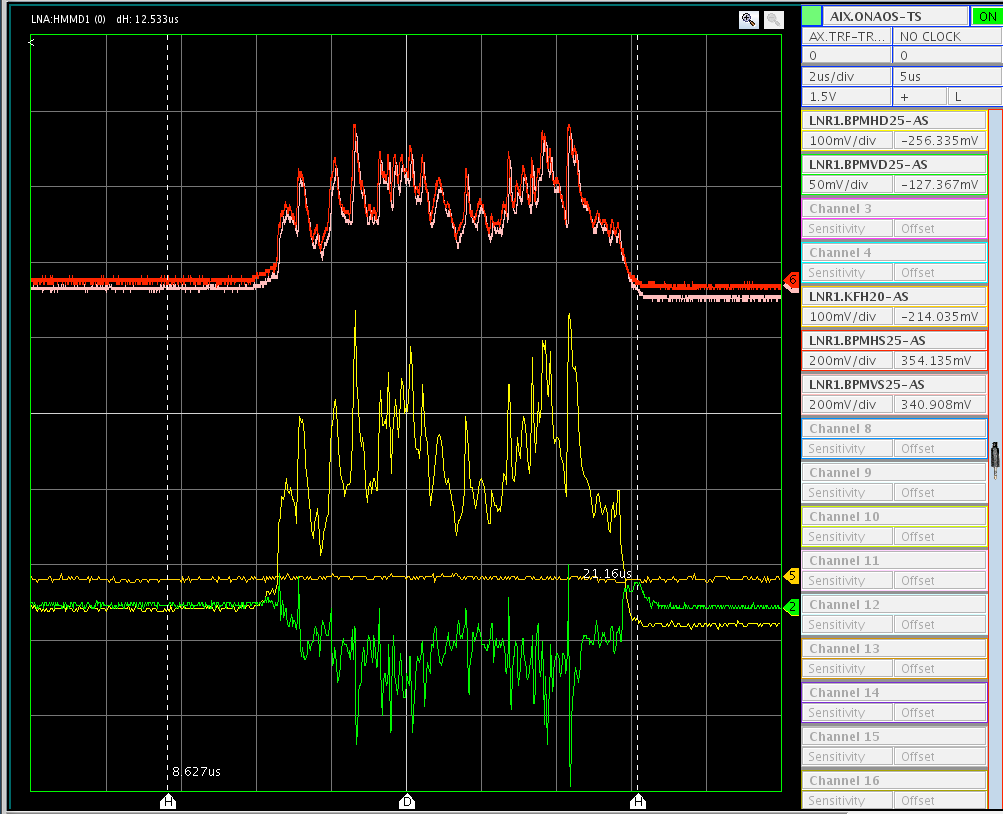 LNA:HMMD1 (0) dH: 12.533us
AIX.ONAOS-TS ON
AX.TRF-TR... NO CLOCK
0 0
2us/div 5us
1.5V + L
LNR1.BPMHD25-AS
100mV/div -256.335mV
LNR1.BPMVD25-AS
50mV/div -127.367mV
Channel 3
Sensitivity Offset
Channel 4
Sensitivity Offset
LNR1.KFH20-AS
100mV/div -214.035mV
LNR1.BPMHS25-AS
200mV/div 354.135mV
LNR1.BPMVS25-AS
200mV/div 340.908mV
Channel 8
Sensitivity Offset
Channel 9
Sensitivity Offset
Channel 10
Sensitivity Offset
Channel 11
Sensitivity Offset
Channel 12
Sensitivity Offset
Channel 13
Sensitivity Offset
Channel 14
Sensitivity Offset
Channel 15
Sensitivity Offset
Channel 16
Sensitivity Offset
6
5
21.16us
2
8.627us
H D H